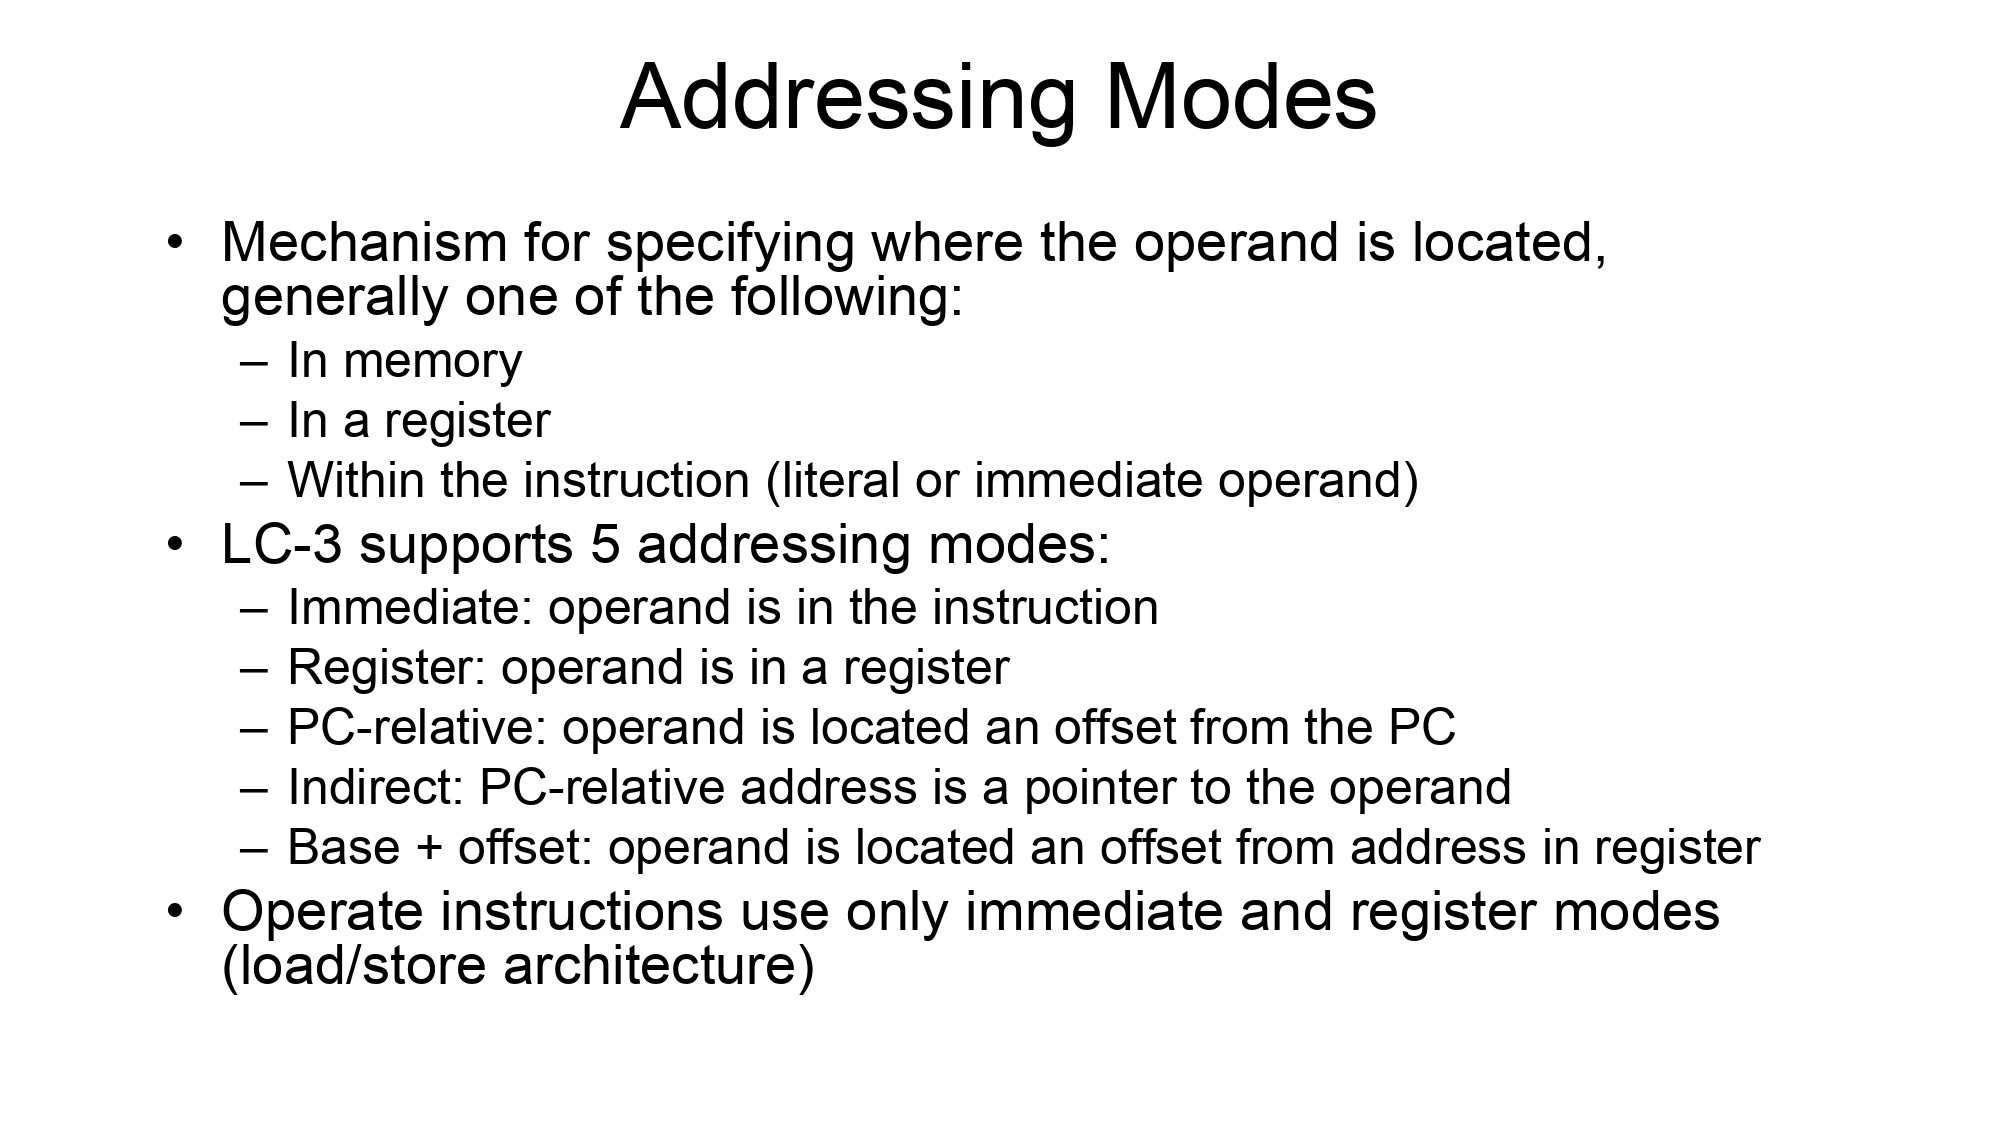 Addressing Modes
• Mechanism for specifying where the operand is located,
generally one of the following:
– In memory
– In a register
– Within the instruction (literal or immediate operand)
• LC-3 supports 5 addressing modes:
– Immediate: operand is in the instruction
– Register: operand is in a register
– PC-relative: operand is located an offset from the PC
– Indirect: PC-relative address is a pointer to the operand
– Base + offset: operand is located an offset from address in register
• Operate instructions use only immediate and register modes
(load/store architecture)